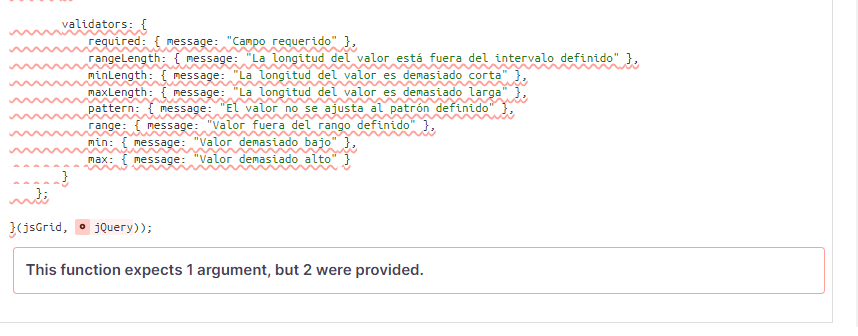 validators: {
required: { message: "Campo requerido" },
rangeLength: { message: "La longitud del valor está fuera del intervalo definido" },
minLength: { message: "La longitud del valor es demasiado corta" },
maxLength: { message: "La longitud del valor es demasiado larga" },
pattern: { message: "El valor no se ajusta al patrón definido" },
range: { message: "Valor fuera del rango definido" },
min: { message: "Valor demasiado bajo" },
max: { message: "Valor demasiado alto" }
}
};
}(jsGrid, jQuery));
This function expects 1 argument, but 2 were provided.